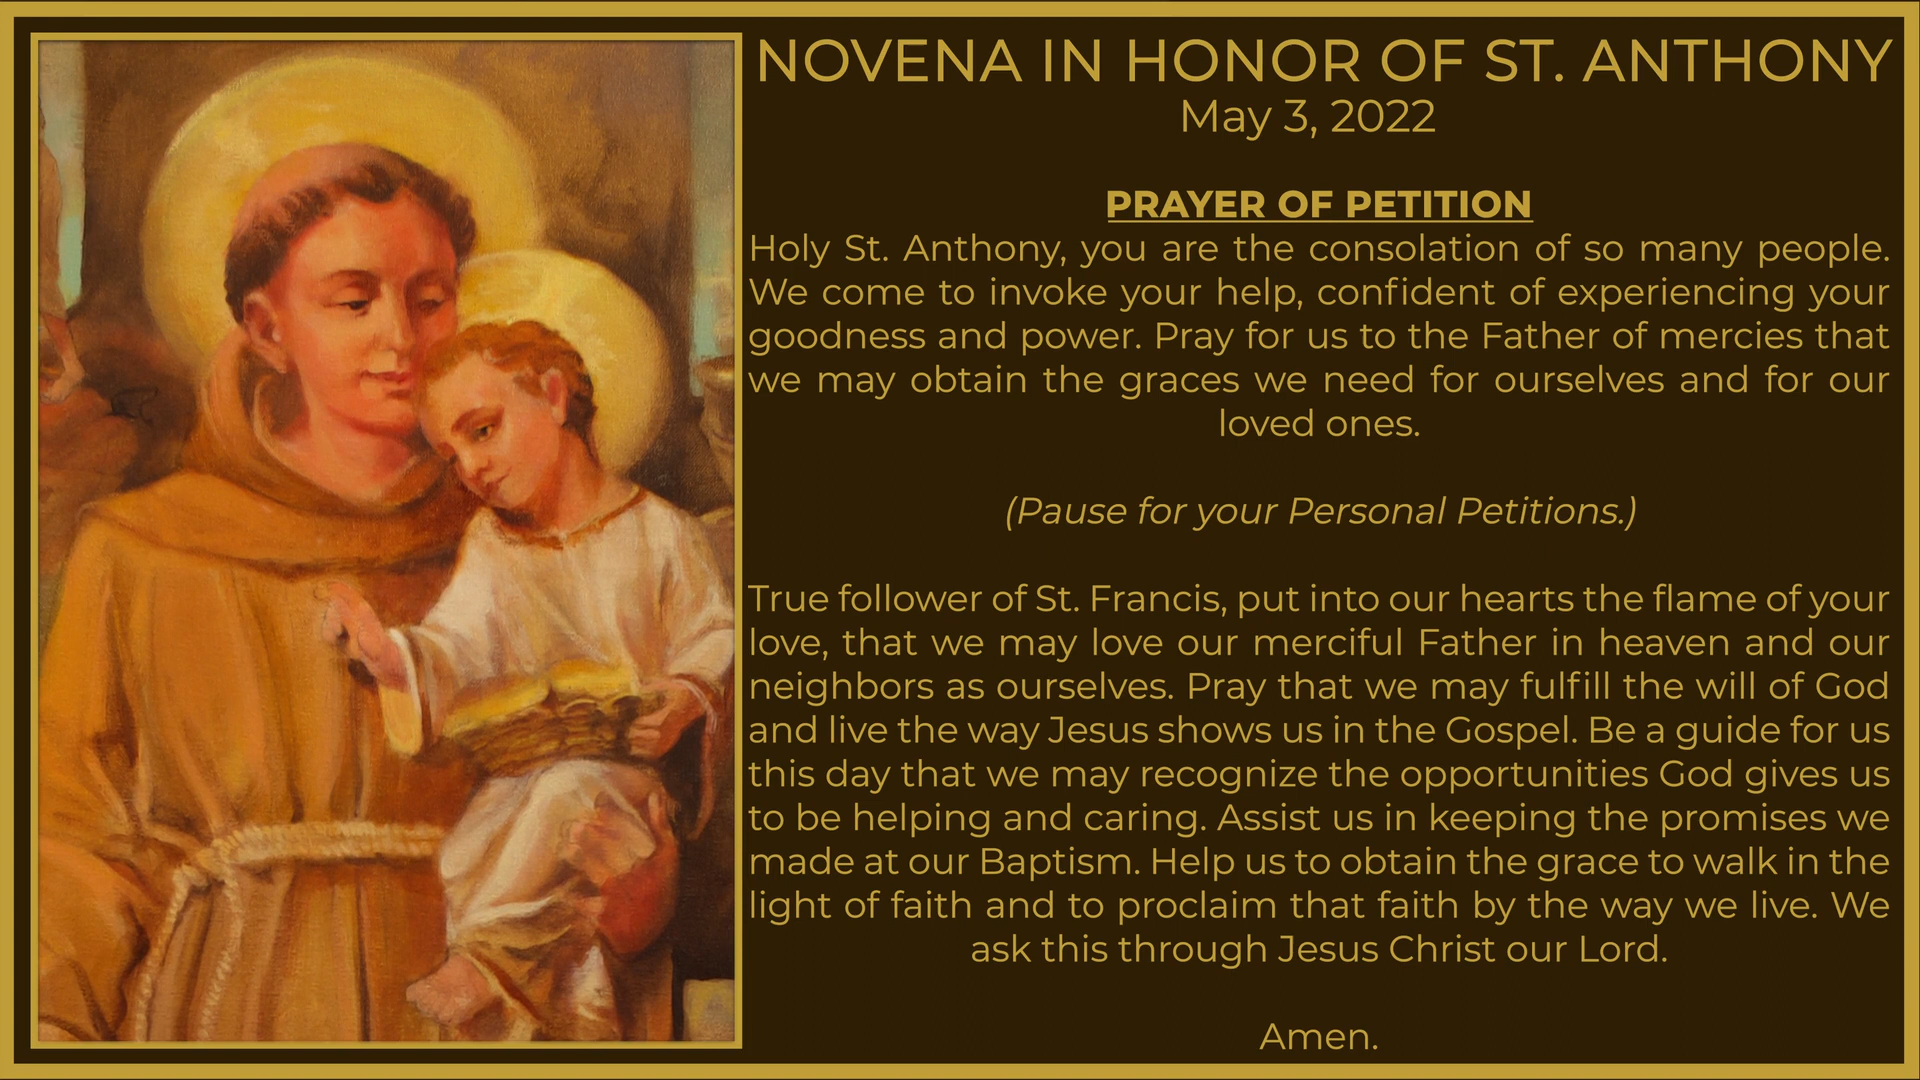 NOVENA IN HONOR OF ST. ANTHONY
May 3, 2022
PRAYER OF PETITION
Holy St. Anthony, you are the consolation of so many people.
We come to invoke your help, confident of experiencing your
goodness and power. Pray for us to the Father of mercies that
we may obtain the graces we need for ourselves and for our
loved ones.
(Pause for your Personal Petitions.)
True follower of St. Francis, put into our hearts the flame of your
love, that we may love our merciful Father in heaven and our
neighbors as ourselves. Pray that we may fulfill the will of God
and live the way Jesus shows us in the Gospel. Be a guide for us
this day that we may recognize the opportunities God gives us
to be helping and caring. Assist us in keeping the promises we
made at our Baptism. Help us to obtain the grace to walk in the
light of faith and to proclaim that faith by the way we live. We
ask this through Jesus Christ our Lord.
Amen.